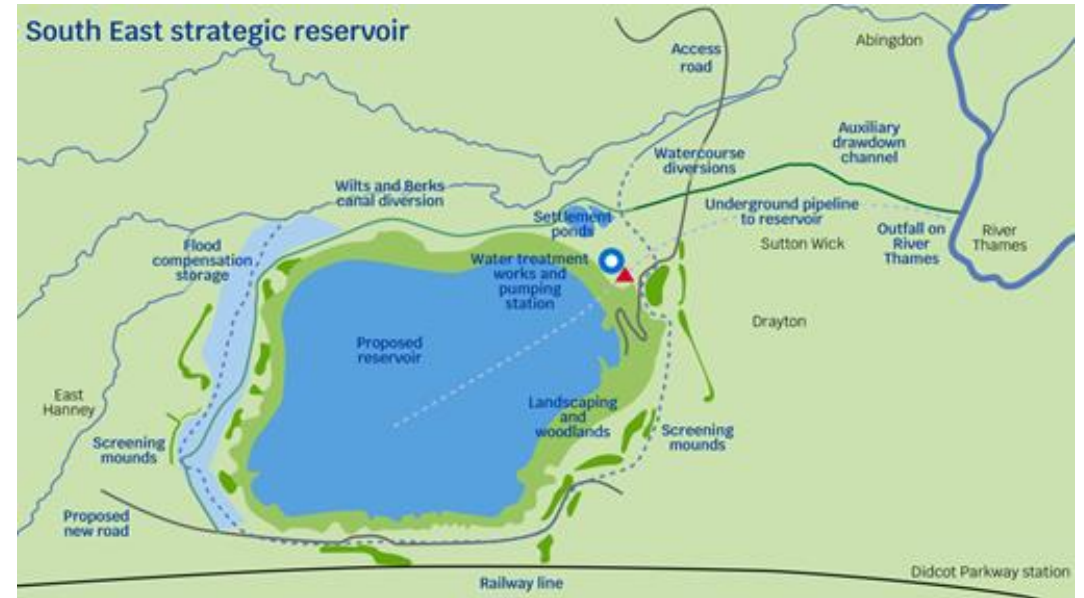 South East strategic reservoir
Access
road
Abingdon
Auxiliary
drawdown
channel
Watercourse
diversions
Wilts and Berks
canal diversion
Underground pipeline
to reservoir
Settlement
ponds
Sutton Wick
Outfall on
River
Thames
River
Thames
Flood
compensation
storage
Water treatment
works and
pumping
station
Drayton
Proposed
reservoir
East
Hanney
Landscaping
and
woodlands
Screening
mounds
Screening
mounds
Proposed
new road
Didcot Parkway station
Railway line